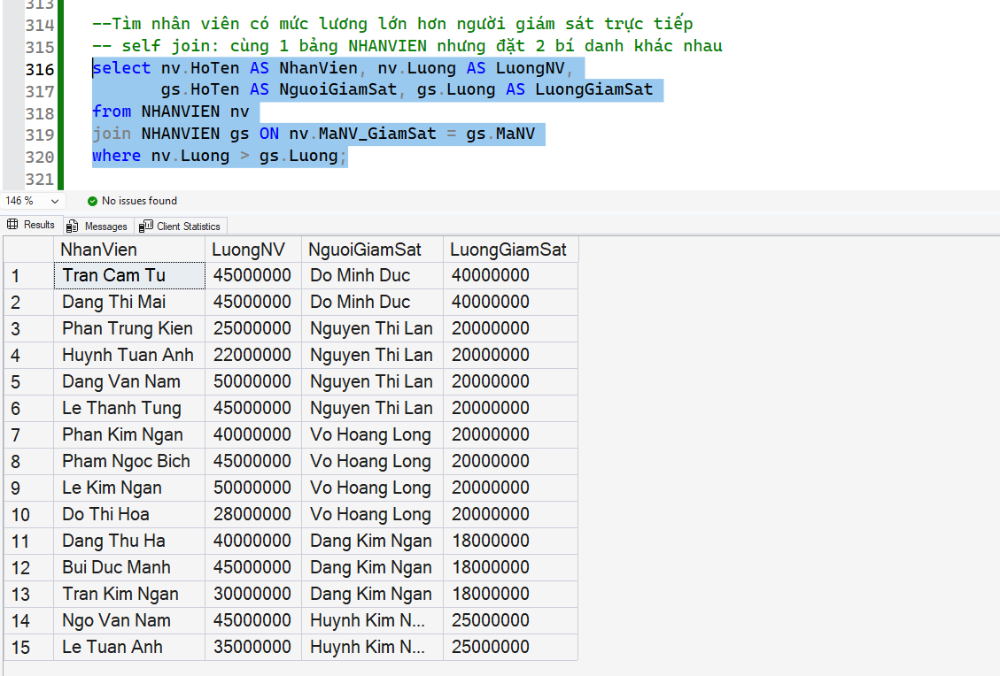 313
314 --Tìm nhân viên có mức lương lớn hơn người giám sát trực tiếp
315 -- self join: cùng 1 bảng NHANVIEN nhưng đặt 2 bí danh khác nhau
316 select nv.HoTen AS NhanVien, nv.Luong AS LuongNV,
317 gs.HoTen AS NguoiGiamSat, gs.Luong AS LuongGiamSat
318 from NHANVIEN nv
319 join NHANVIEN gs ON nv.MaNV_GiamSat = gs.MaNV
320 where nv.Luong > gs.Luong;
321
146 % No issues found
Results Messages Client Statistics
NhanVien LuongNV NguoiGiamSat LuongGiamSat
1 Tran Cam Tu 45000000 Do Minh Duc 40000000
2 Dang Thi Mai 45000000 Do Minh Duc 40000000
3 Phan Trung Kien 25000000 Nguyen Thi Lan 20000000
4 Huynh Tuan Anh 22000000 Nguyen Thi Lan 20000000
5 Dang Van Nam 50000000 Nguyen Thi Lan 20000000
6 Le Thanh Tung 45000000 Nguyen Thi Lan 20000000
7 Phan Kim Ngan 40000000 Vo Hoang Long 20000000
8 Pham Ngoc Bich 45000000 Vo Hoang Long 20000000
9 Le Kim Ngan 50000000 Vo Hoang Long 20000000
10 Do Thi Hoa 28000000 Vo Hoang Long 20000000
11 Dang Thu Ha 40000000 Dang Kim Ngan 18000000
12 Bui Duc Manh 45000000 Dang Kim Ngan 18000000
13 Tran Kim Ngan 30000000 Dang Kim Ngan 18000000
14 Ngo Van Nam 45000000 Huynh Kim N... 25000000
15 Le Tuan Anh 35000000 Huynh Kim N... 25000000